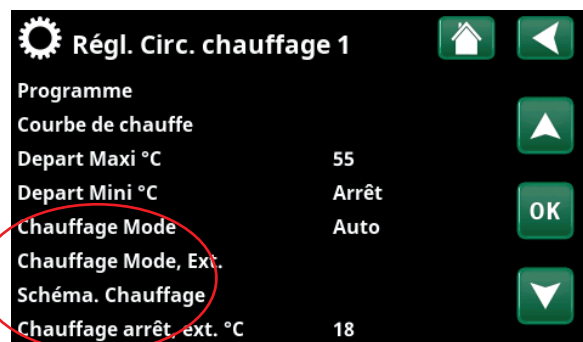 Régl. Circ. chauffage 1
Programme
Courbe de chauffe
Depart Maxi °C 55
Depart Mini °C Arrêt
Chauffage Mode Auto
OK
Chauffage Mode, Ext.
Schéma. Chauffage
Chauffage arrêt, ext. °C 18